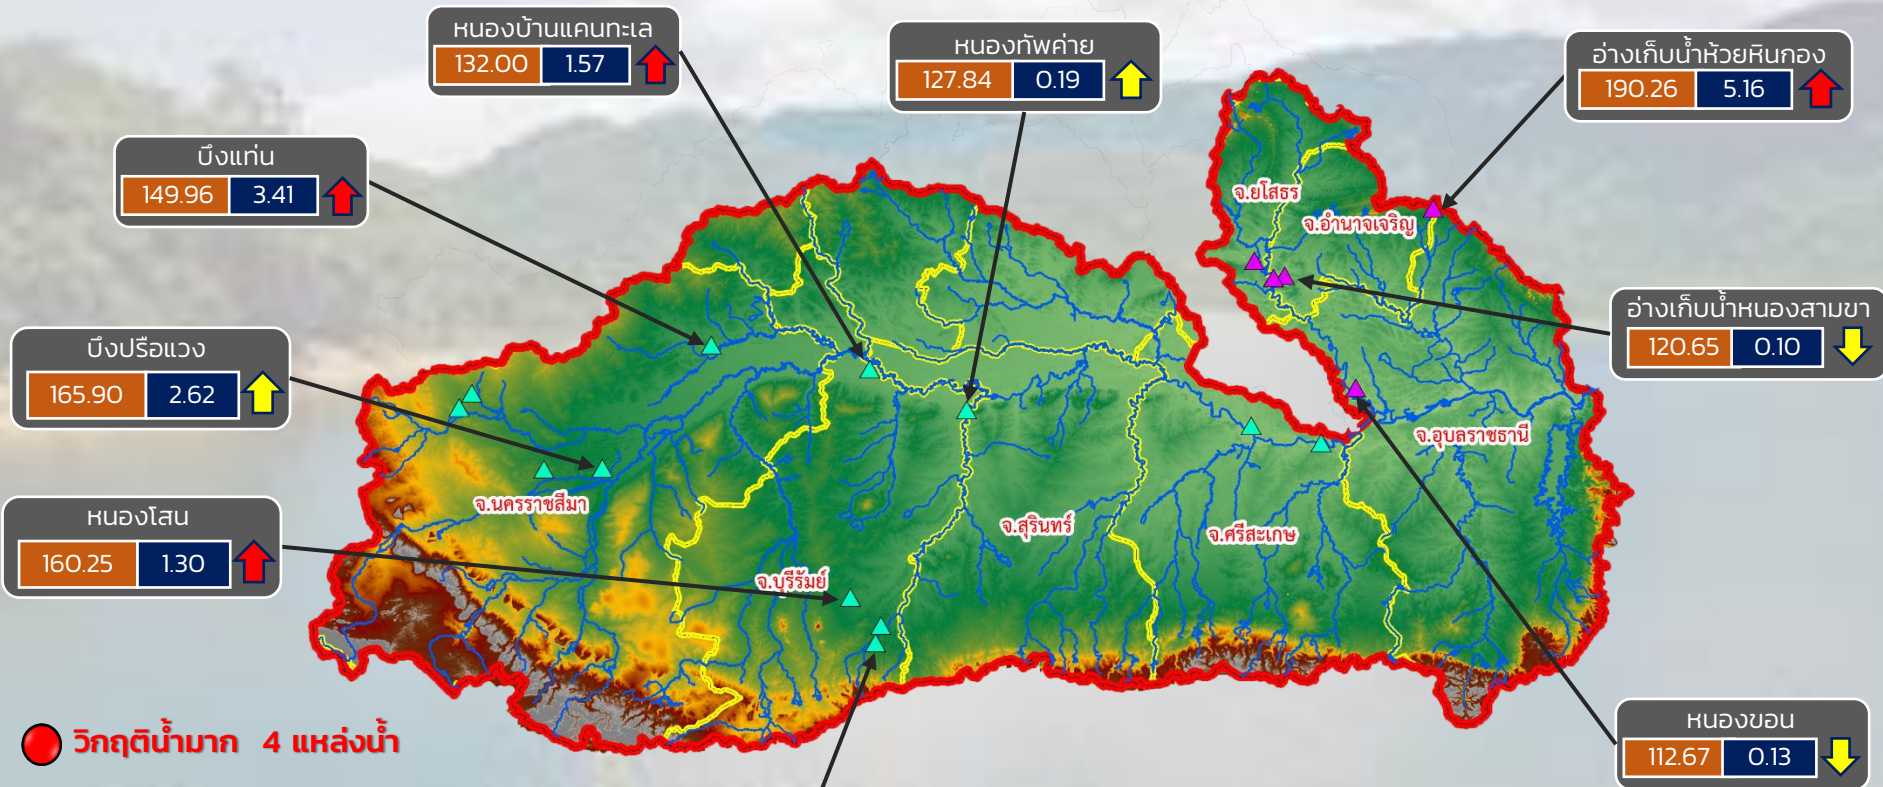 หนองบ้านแคนทะเล
132.00 1.57
หนองทัพค่าย
127.84 0.19
อ่างเก็บน้ำห้วยหินกอง
190.26 5.16
บึงแท่น
149.96 3.41
จ.ยโสธร
จ.อำนาจเจริญ
อ่างเก็บน้ำหนองสามขา
120.65 0.10
บึงปรือแวง
165.90 2.62
จ.อุบลราชธานี
จ.นครราชสีมา
หนองโสน
160.25 1.30
จ.สุรินทร์
จ.ศรีสะเกษ
จ.บุรีรัมย์
หนองขอน
112.67 0.13
วิกฤติน้ำมาก 4 แหล่งน้ำ